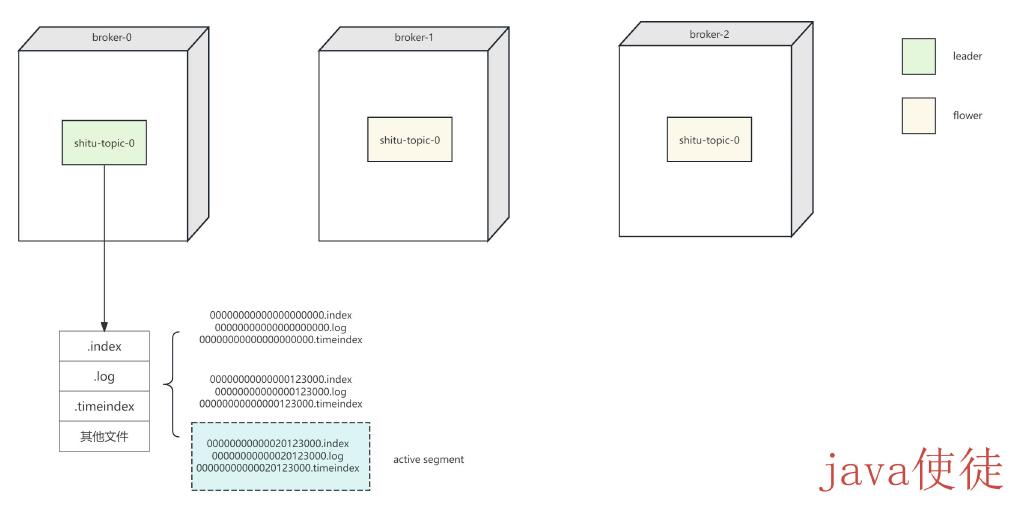 broker-0
broker-1
broker-2
leader
flower
shitu-topic-0
shitu-topic-0
shitu-topic-0
.index
.log
.timeindex
其他文件
00000000000000000000.index
00000000000000000000.log
00000000000000000000.timeindex
00000000000000123000.index
00000000000000123000.log
00000000000000123000.timeindex
00000000000020123000.index
00000000000020123000.log
00000000000020123000.timeindex
active segment
java使徒